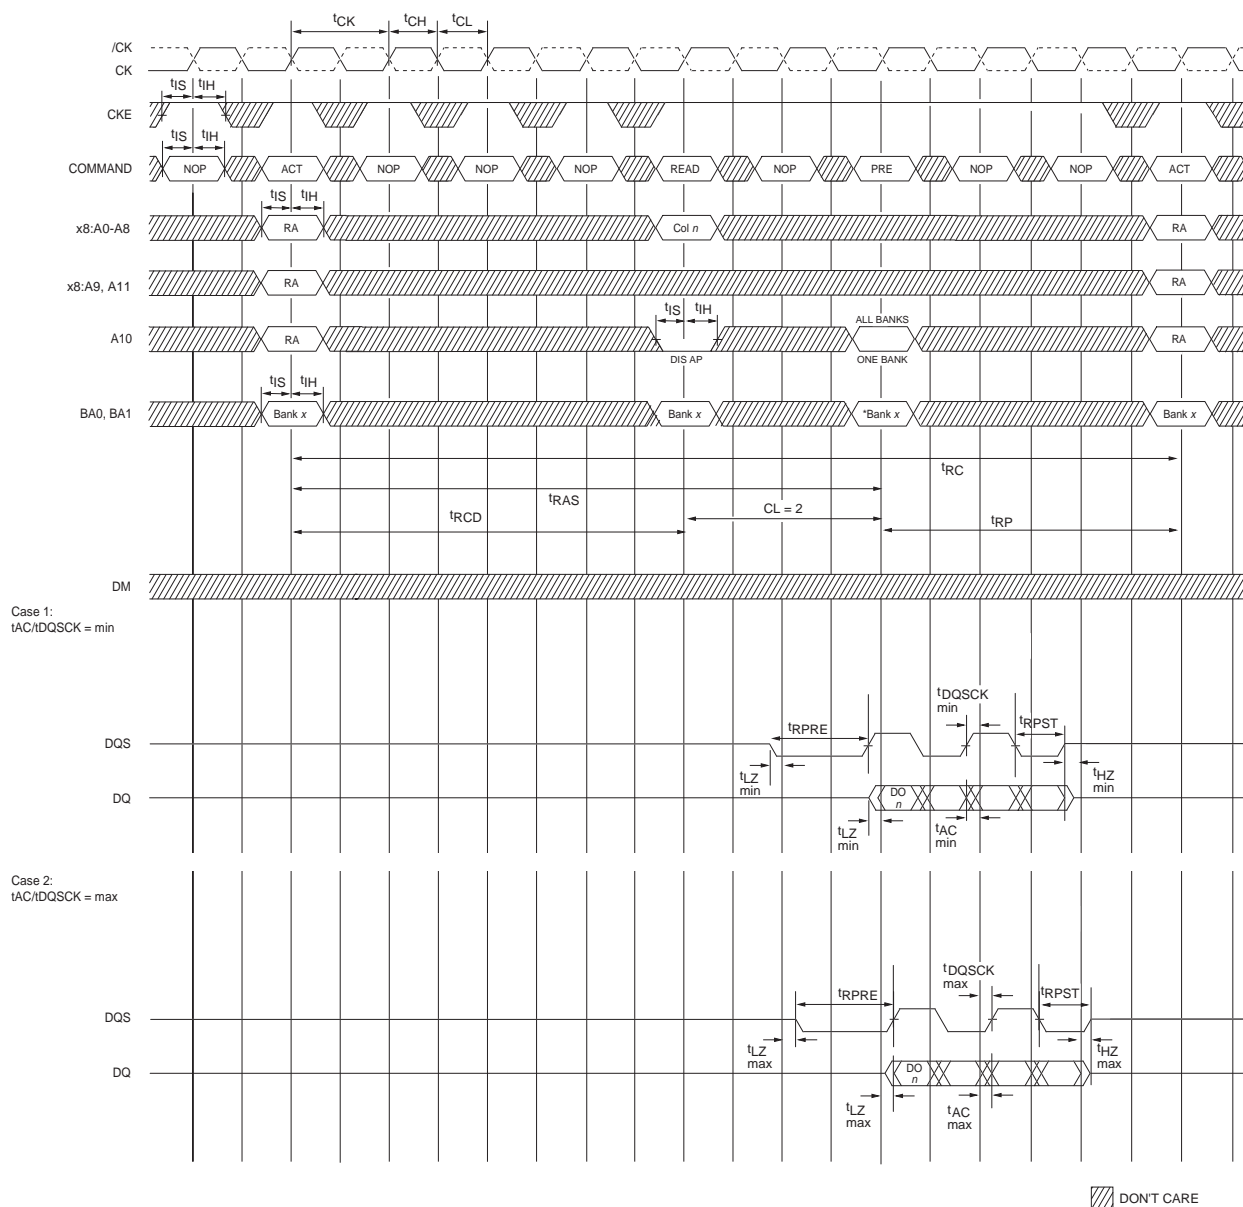 tCK tCH tCL
/CK
CK
tIS tIH
CKE
tIS tIH
COMMAND NOP ACT NOP NOP NOP READ NOP PRE NOP NOP ACT
tIS tIH
x8:A0-A8 RA Col n RA
x8:A9, A11 RA RA
tIS tIH ALL BANKS
A10 RA RA
DIS AP ONE BANK
tIS tIH
BA0, BA1 Bank x Bank x *Bank x Bank x
tRC
tRAS
tRCD CL = 2 tRP
DM
Case 1:
tAC/tDQSCK = min
tDQSCK
min
tRPRE tRPST
DQS
tLZ
min
tHZ
min
DQ DO
n
tLZ
min
tAC
min
Case 2:
tAC/tDQSCK = max
tDQSCK
max
tRPRE tRPST
DQS
tLZ
max
tHZ
max
DQ DO
n
tLZ
max
tAC
max
DON'T CARE